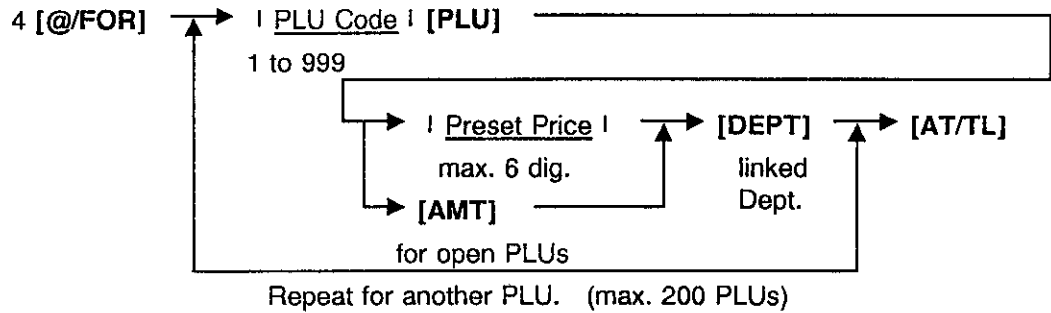 4 [@/FOR] I PLU Code I [PLU]
1 to 999
I Preset Price I [DEPT] [AT/TL]
max. 6 dig. linked
Dept.
[AMT]
for open PLUs
Repeat for another PLU. (max. 200 PLUs)